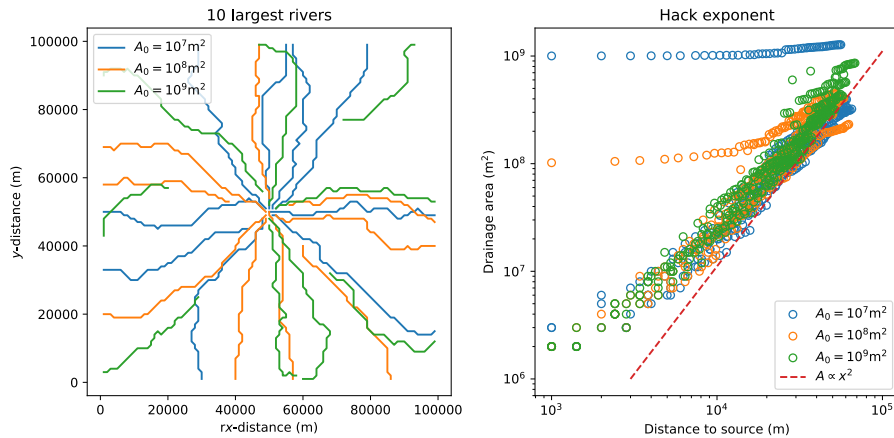 10 largest rivers
100000
80000
60000
40000
20000
0
y-distance (m)
A₀ = 10⁷m²
A₀ = 10⁸m²
A₀ = 10⁹m²
0 20000 40000 60000 80000 100000
rx-distance (m)
Hack exponent
10⁹
10⁸
10⁷
10⁶
Drainage area (m²)
A₀ = 10⁷m²
A₀ = 10⁸m²
A₀ = 10⁹m²
A ∝ x²
10³ 10⁴ 10⁵
Distance to source (m)